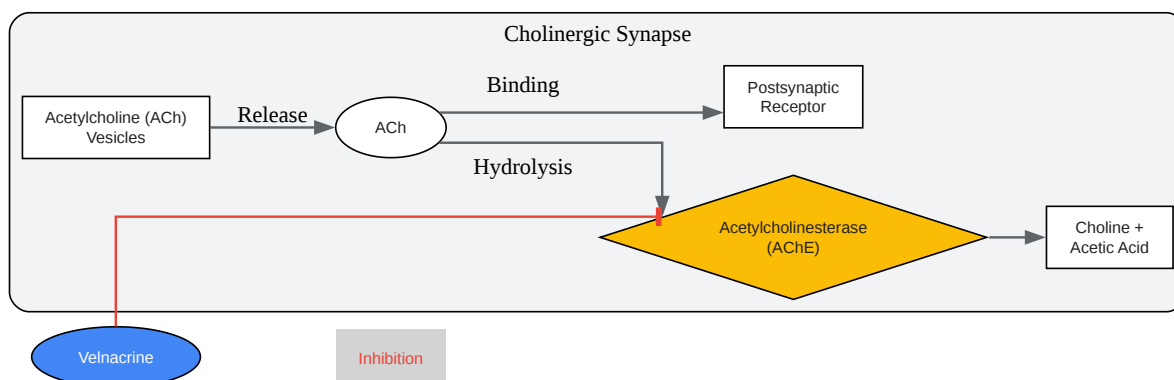 Cholinergic Synapse
Binding
Postsynaptic
Receptor
Acetylcholine (ACh)
Vesicles
Release
ACh
Hydrolysis
Acetylcholinesterase
(AChE)
Choline +
Acetic Acid
Velnacrine
Inhibition